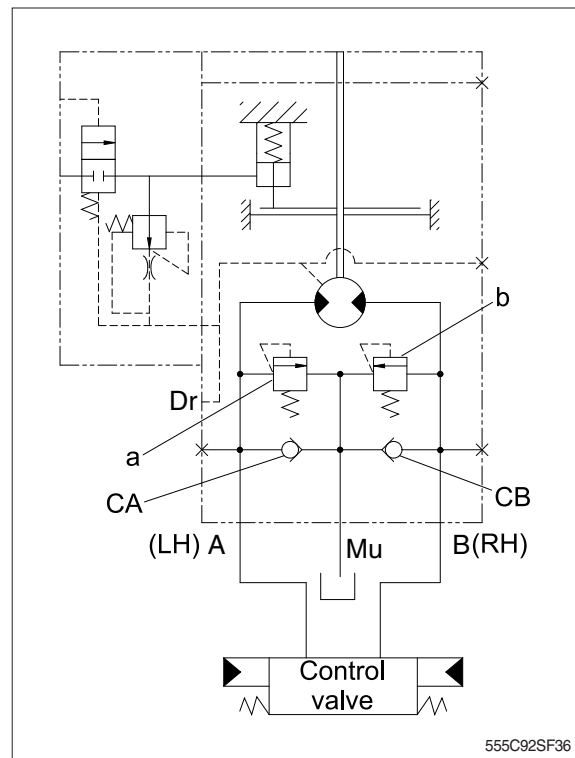 b
Dr
a
CA
CB
(LH) A
Mu
B(RH)
Control
valve
555C92SF36